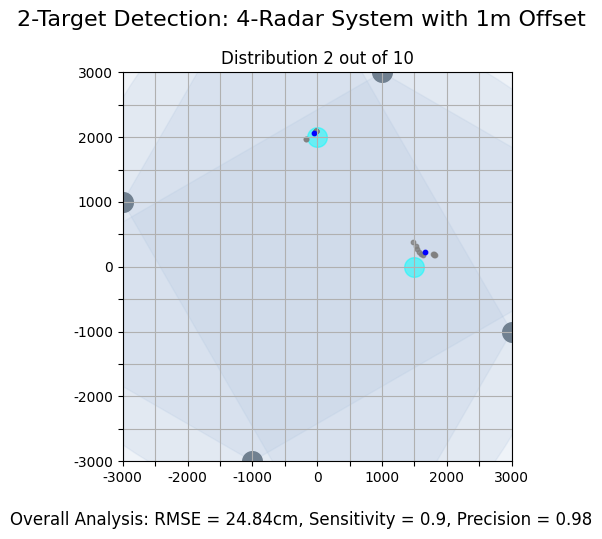 2-Target Detection: 4-Radar System with 1m Offset
Distribution 2 out of 10
3000
2000
1000
0
-1000
-2000
-3000
-3000 -2000 -1000 0 1000 2000 3000
Overall Analysis: RMSE = 24.84cm, Sensitivity = 0.9, Precision = 0.98